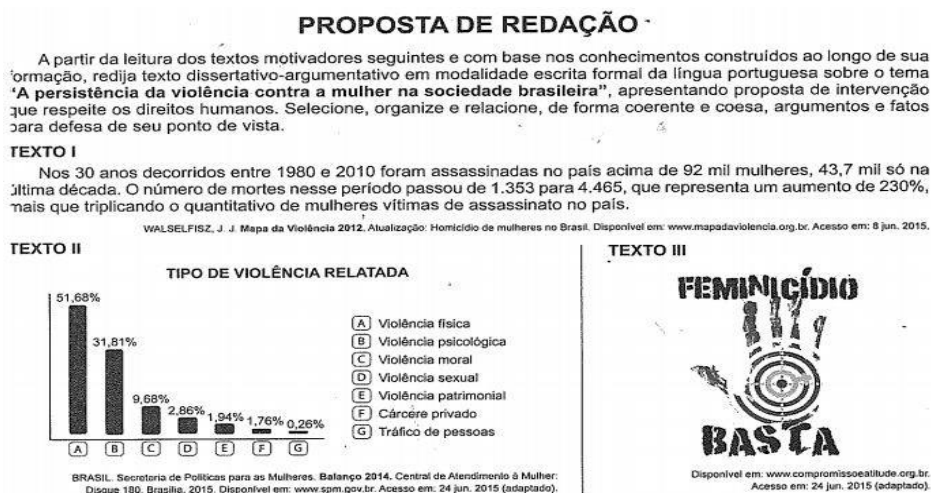 PROPOSTA DE REDAÇÃO
A partir da leitura dos textos motivadores seguintes e com base nos conhecimentos construídos ao longo de sua
ormação, redija texto dissertativo-argumentativo em modalidade escrita formal da língua portuguesa sobre o tema
"A persistência da violência contra a mulher na sociedade brasileira", apresentando proposta de intervenção
que respeite os direitos humanos. Selecione, organize e relacione, de forma coerente e coesa, argumentos e fatos
para defesa de seu ponto de vista.
TEXTO I
Nos 30 anos decorridos entre 1980 e 2010 foram assassinadas no país acima de 92 mil mulheres, 43,7 mil só na
última década. O número de mortes nesse período passou de 1.353 para 4.465, que representa um aumento de 230%,
mais que triplicando o quantitativo de mulheres vítimas de assassinato no país.
WALSELFISZ, J. J. Mapa da Violência 2012. Atualização: Homicídio de mulheres no Brasil. Disponível em: www.mapadaviolencia.org.br. Acesso em: 8 jun. 2015.
TEXTO II
TIPO DE VIOLÊNCIA RELATADA
51,68%
31,81%
9,68%
2,86%
1,94%
1,76%
0,26%
A B C D E F G
A Violência física
B Violência psicológica
C Violência moral
D Violência sexual
E Violência patrimonial
F Cárcere privado
G Tráfico de pessoas
BRASIL. Secretaria de Políticas para as Mulheres. Balanço 2014. Central de Atendimento à Mulher:
Disque 180. Brasília, 2015. Disponível em: www.spm.gov.br. Acesso em: 24 jun. 2015 (adaptado).
TEXTO III
FEMINICÍDIO
BASTA
Disponível em: www.compromissoeatitude.org.br.
Acesso em: 24 jun. 2015 (adaptado).